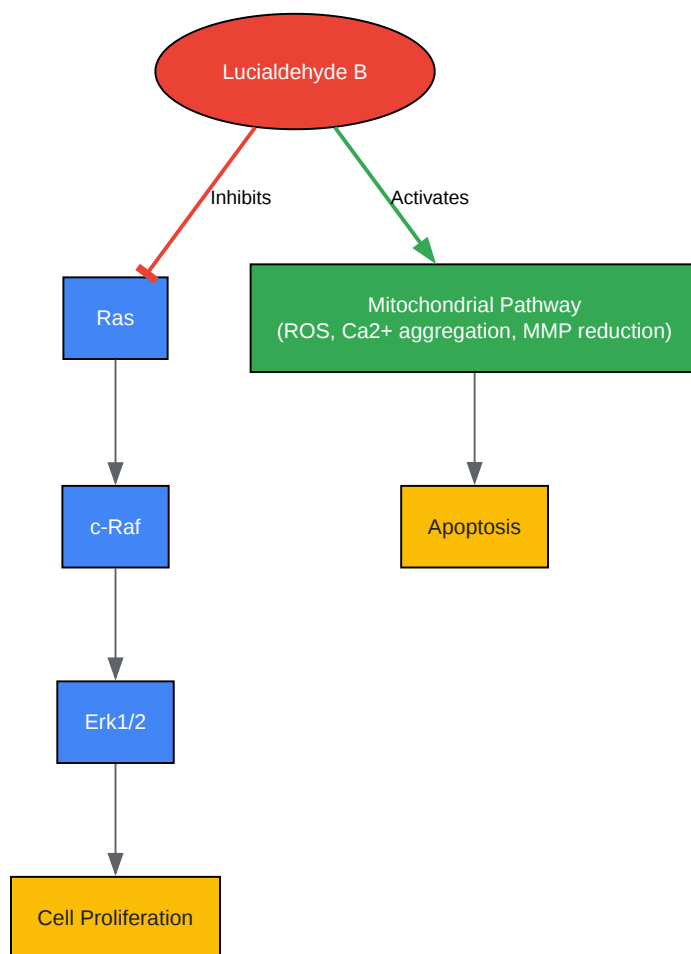 Lucialdehyde B
Inhibits
Activates
Ras
Mitochondrial Pathway
(ROS, Ca2+ aggregation, MMP reduction)
c-Raf
Apoptosis
Erk1/2
Cell Proliferation